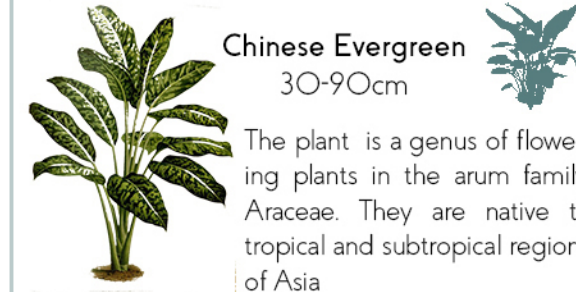 Chinese Evergreen
30-90cm
The plant is a genus of flowe
ing plants in the arum famil
Araceae. They are native t
tropical and subtropical region
of Asia